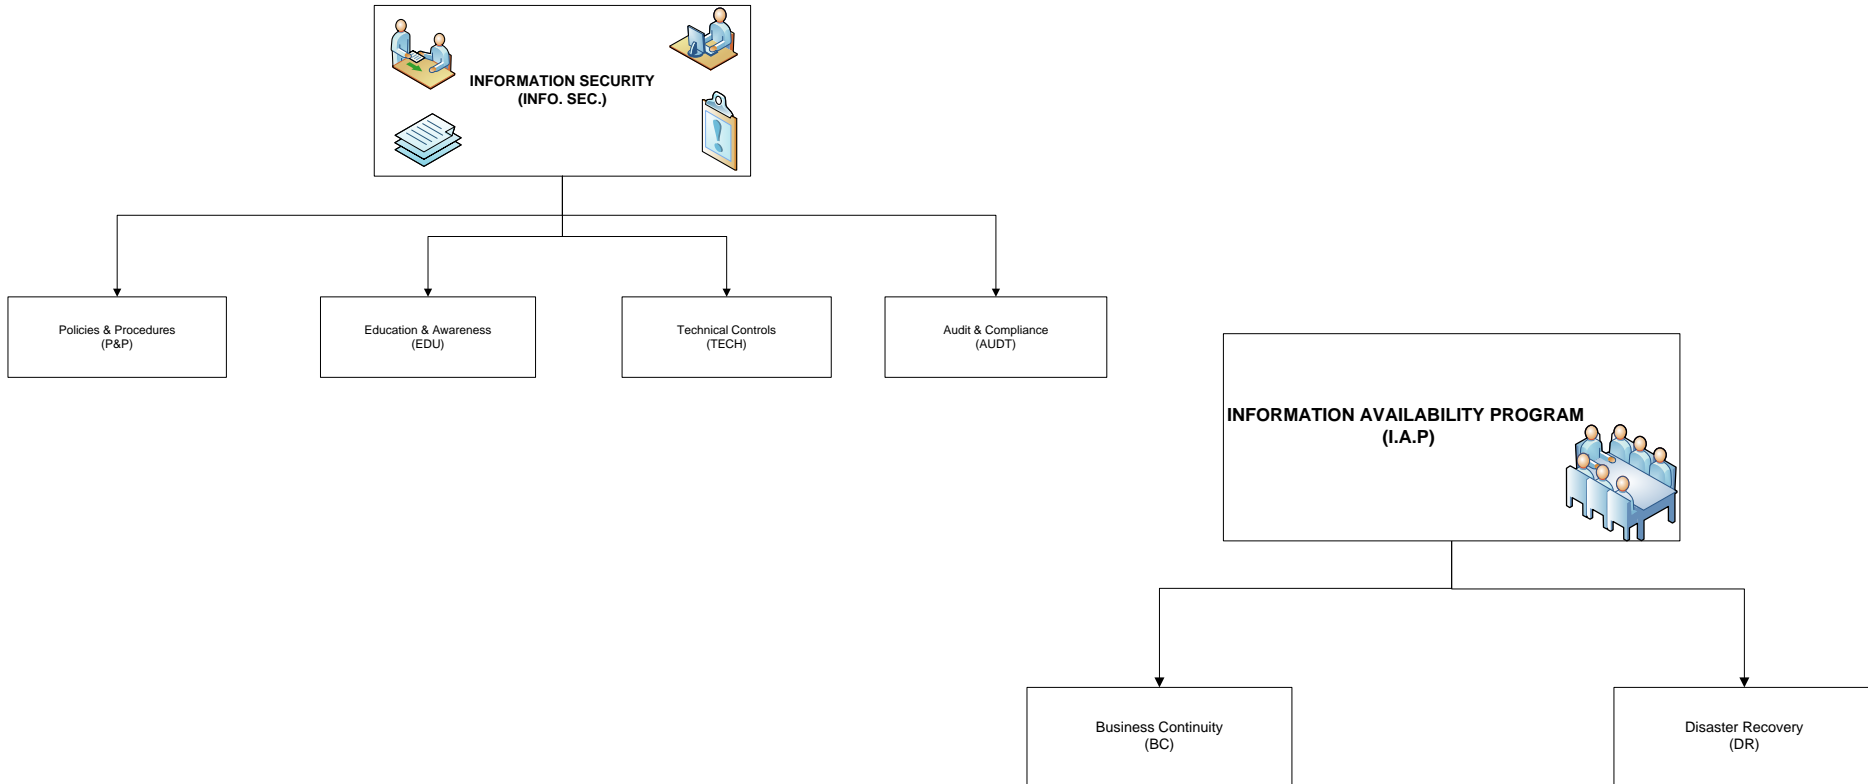 INFORMATION SECURITY
(INFO. SEC.)
Policies & Procedures
(P&P)
Education & Awareness
(EDU)
Technical Controls
(TECH)
Audit & Compliance
(AUDT)
INFORMATION AVAILABILITY PROGRAM
(I.A.P)
Business Continuity
(BC)
Disaster Recovery
(DR)